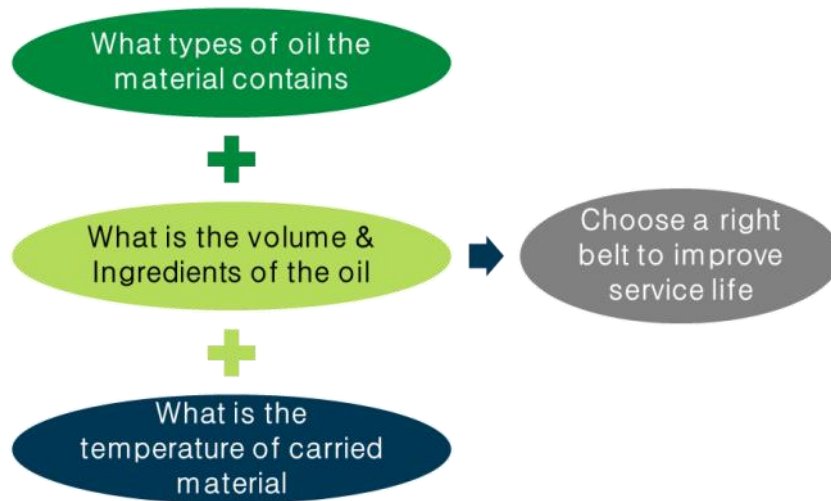 What types of oil the
material contains
What is the volume &
Ingredients of the oil
Choose a right
belt to improve
service life
What is the
temperature of carried
material